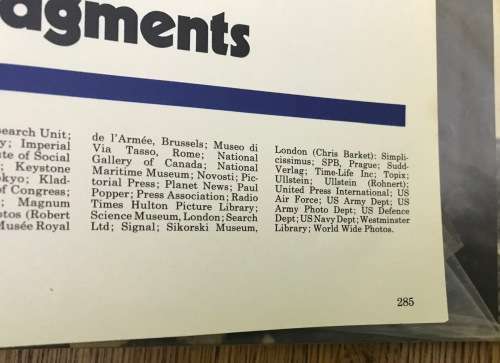 agments
search Unit;
y; Imperial
ute of Social
; Keystone
okyo; Klad-
of Congress;
; Magnum
otos (Robert
Musée Royal
de l'Armée, Brussels; Museo di
Via Tasso, Rome; National
Gallery of Canada; National
Maritime Museum; Novosti; Pic-
torial Press; Planet News; Paul
Popper; Press Association; Radio
Times Hulton Picture Library;
Science Museum, London; Search
Ltd; Signal; Sikorski Museum,
London (Chris Barket): Simpli-
cissimus; SPB, Prague; Sudd-
Verlag; Time-Life Inc; Topix;
Ullstein; Ullstein (Rohnert);
United Press International; US
Air Force; US Army Dept; US
Army Photo Dept; US Defence
Dept; US Navy Dept; Westminster
Library; World Wide Photos.
285